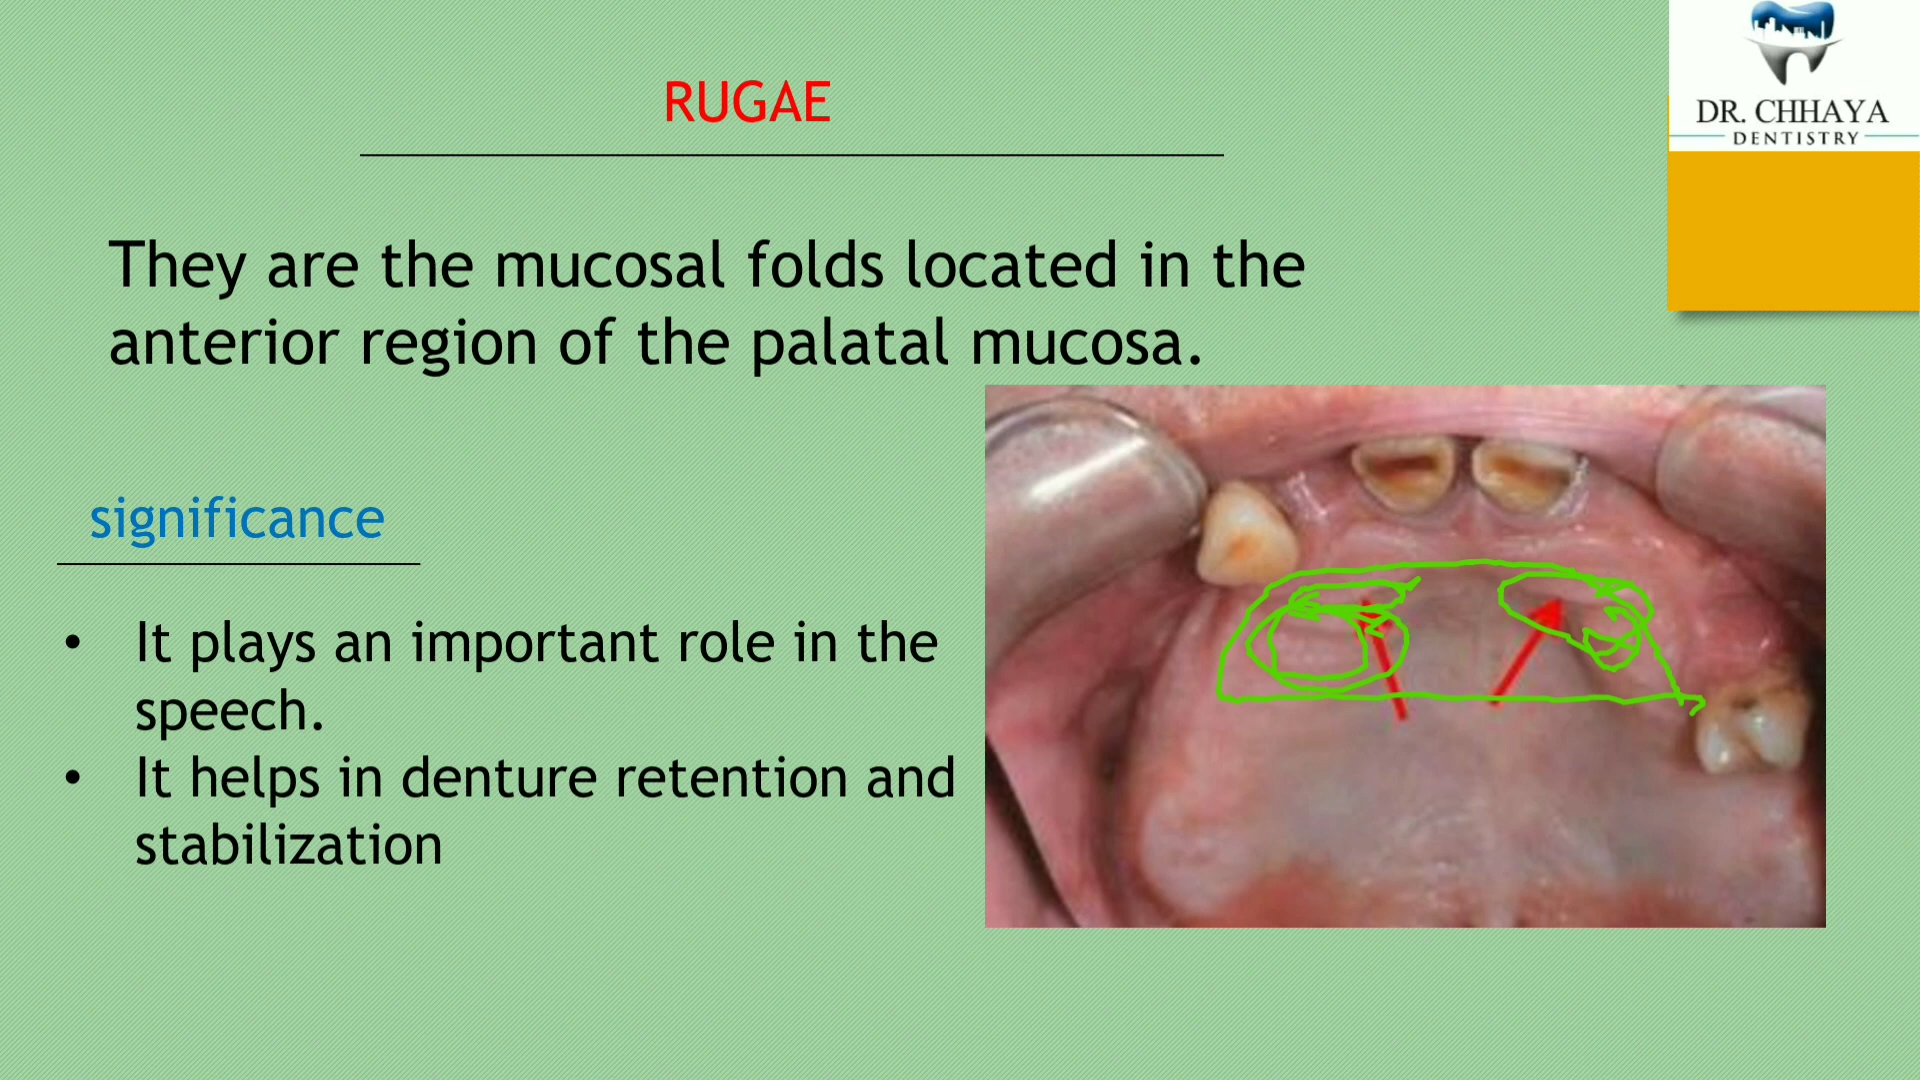 RUGAE
DR. CHHAYA
DENTISTRY
They are the mucosal folds located in the
anterior region of the palatal mucosa.
significance
• It plays an important role in the
speech.
• It helps in denture retention and
stabilization